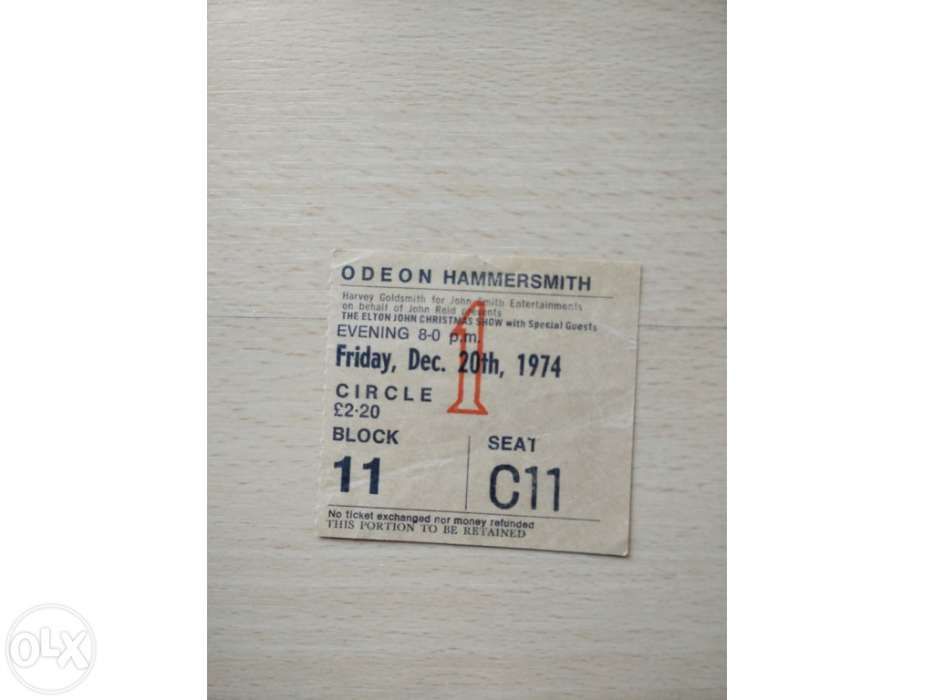 ODEON HAMMERSMITH
Harvey Goldsmith for John Smith Entertainments
on behalf of John Reid presents
THE ELTON JOHN CHRISTMAS SHOW with Special Guests
EVENING 8-0 p.m.
1
Friday, Dec. 20th, 1974
CIRCLE
£2·20
BLOCK
11
SEAT
C11
No ticket exchanged nor money refunded
THIS PORTION TO BE RETAINED
OLX